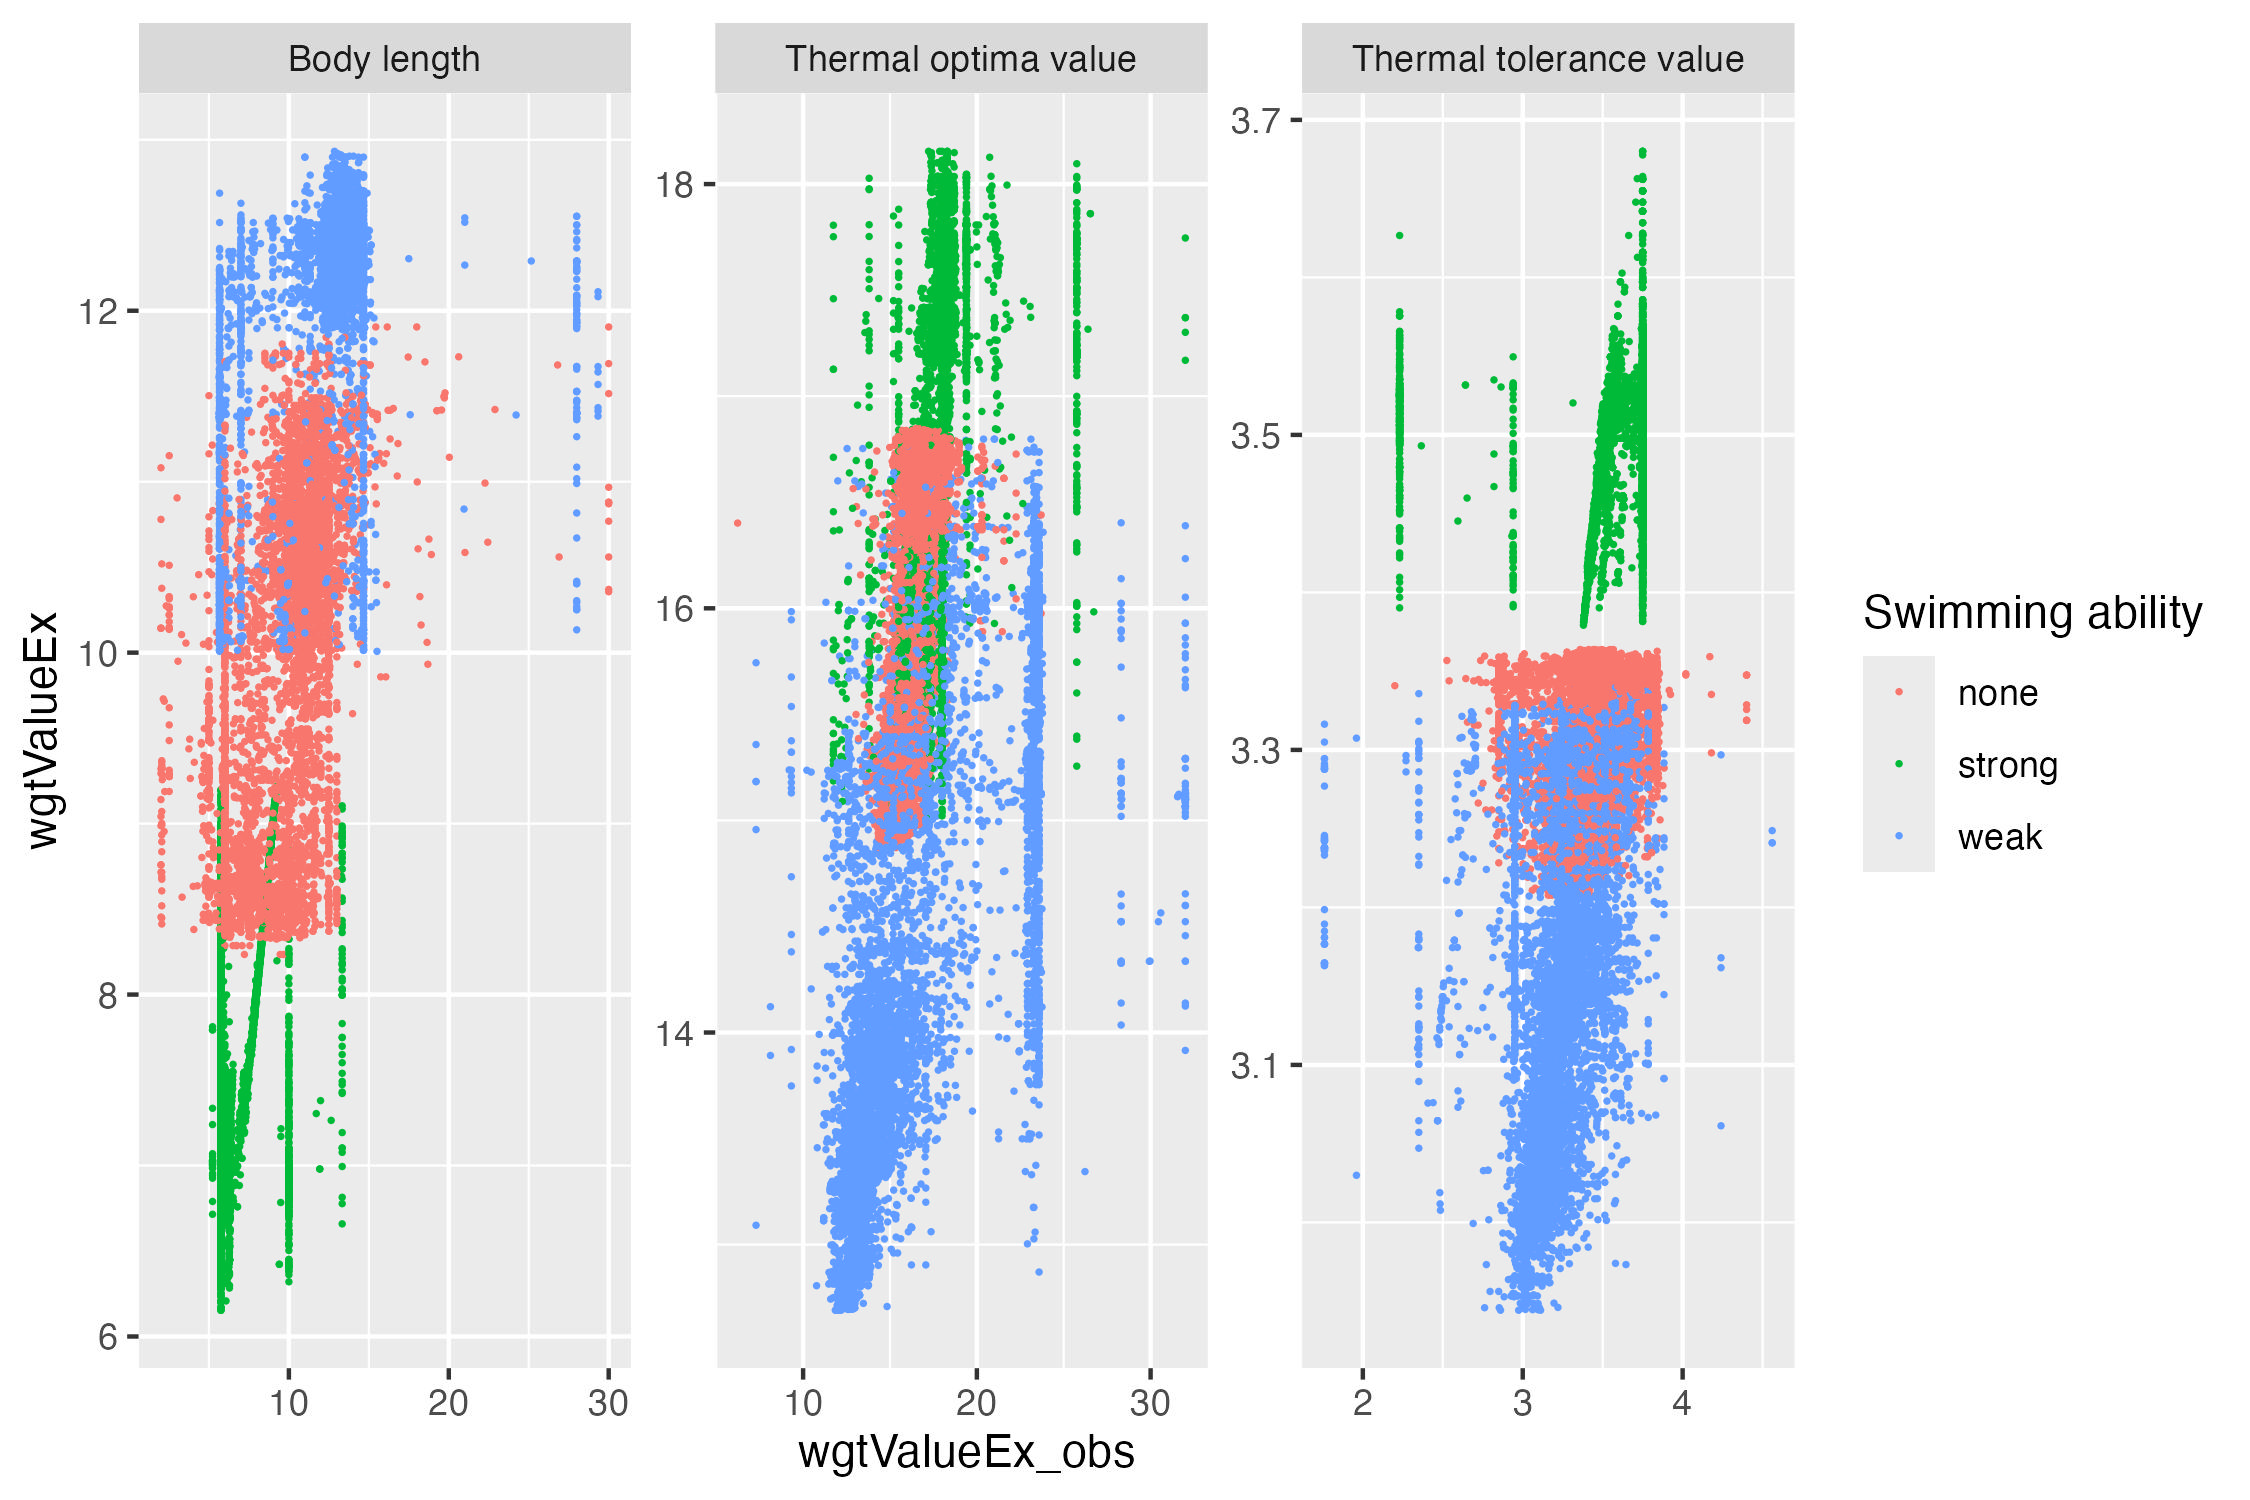 Body length
Thermal optima value
Thermal tolerance value
wgtValueEx
12
10
8
6
18
16
14
3.7
3.5
3.3
3.1
10 20 30
10 20 30
2 3 4
wgtValueEx_obs
Swimming ability
none
strong
weak